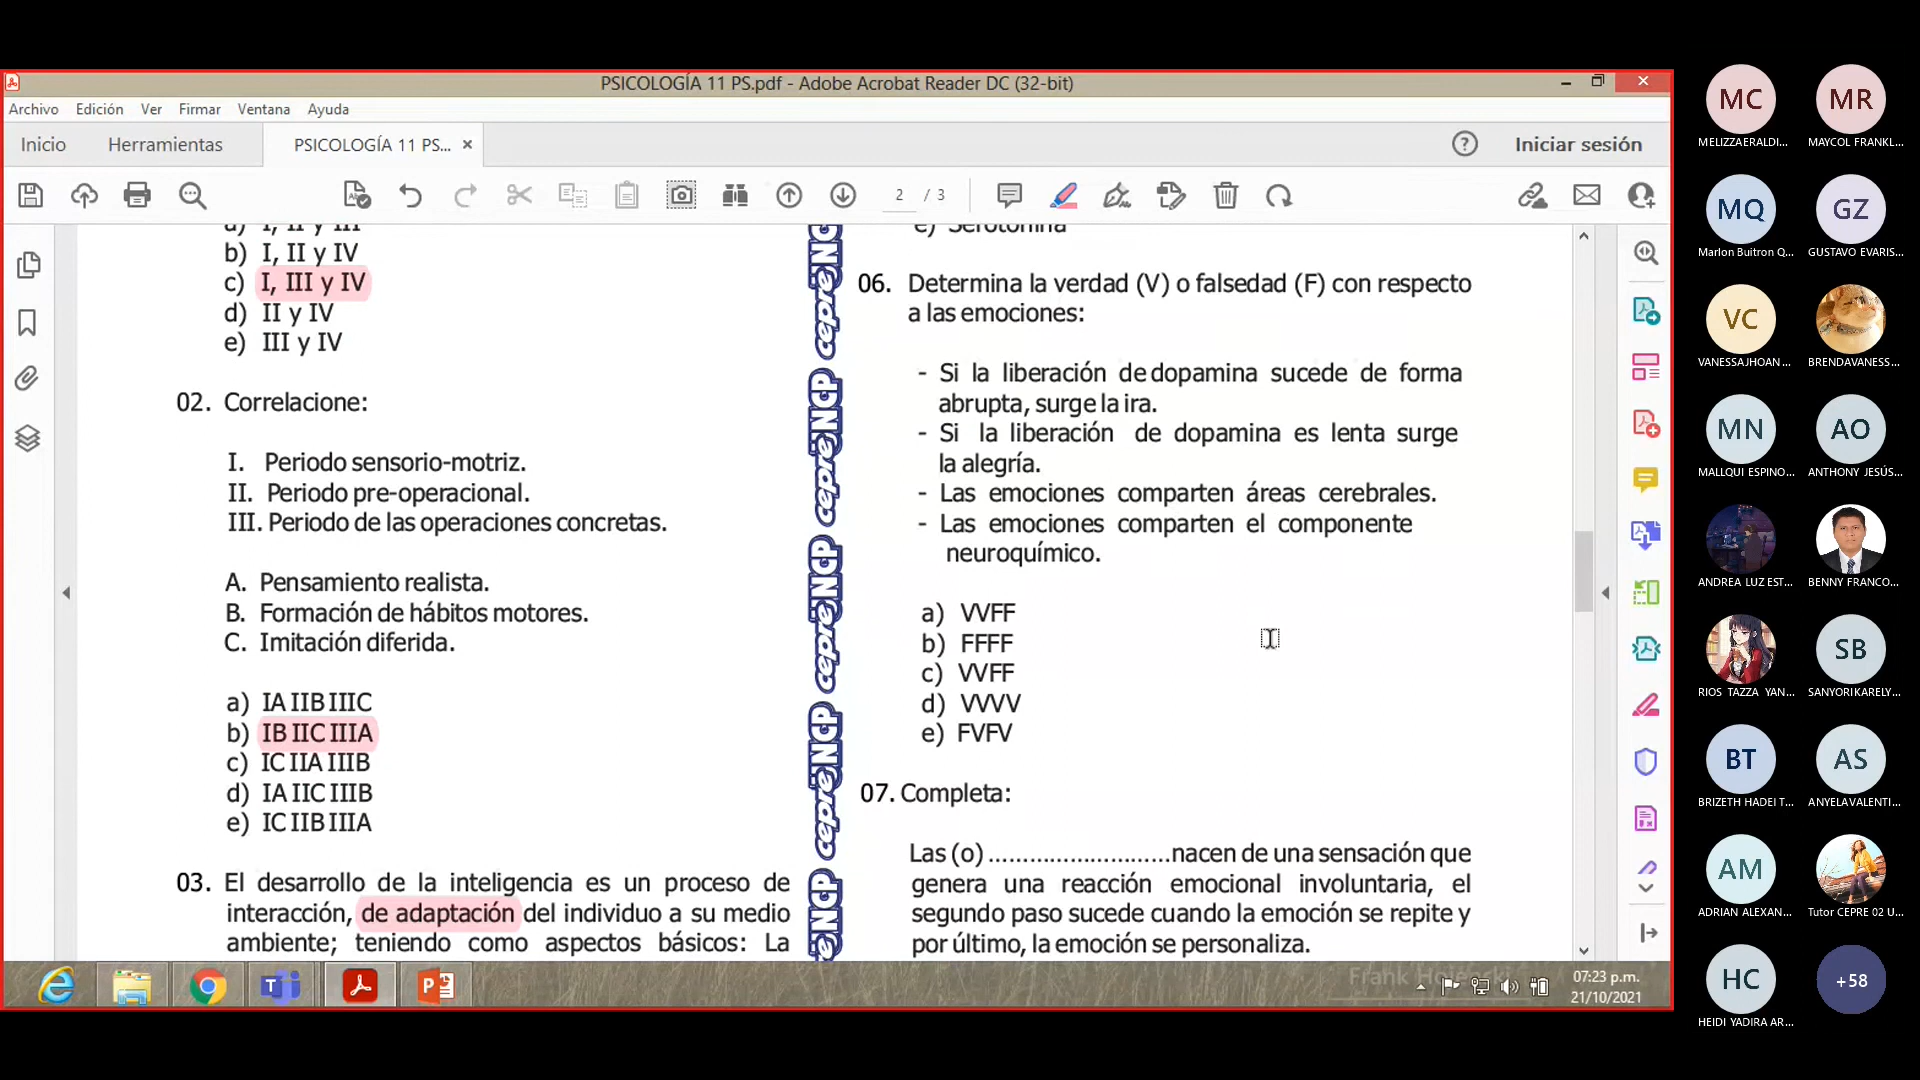 PSICOLOGÍA 11 PS.pdf - Adobe Acrobat Reader DC (32-bit)
Archivo Edición Ver Firmar Ventana Ayuda
Inicio Herramientas PSICOLOGÍA 11 PS... × Iniciar sesión
2 / 3
a) I, II y III
b) I, II y IV
c) I, III y IV
d) II y IV
e) III y IV
02. Correlacione:
I. Periodo sensorio-motriz.
II. Periodo pre-operacional.
III. Periodo de las operaciones concretas.
A. Pensamiento realista.
B. Formación de hábitos motores.
C. Imitación diferida.
a) IA IIB IIIC
b) IB IIC IIIA
c) IC IIA IIIB
d) IA IIC IIIB
e) IC IIB IIIA
03. El desarrollo de la inteligencia es un proceso de
interacción, de adaptación del individuo a su medio
ambiente; teniendo como aspectos básicos: La
cepreUNCP
cepreUNCP
cepreUNCP
cepreUNCP
e) Serotonina
06. Determina la verdad (V) o falsedad (F) con respecto
a las emociones:
- Si la liberación de dopamina sucede de forma
abrupta, surge la ira.
- Si la liberación de dopamina es lenta surge
la alegría.
- Las emociones comparten áreas cerebrales.
- Las emociones comparten el componente
neuroquímico.
a) VVFF
b) FFFF
c) VVFF
d) VVVV
e) FVFV
07. Completa:
Las (o) ...........................nacen de una sensación que
genera una reacción emocional involuntaria, el
segundo paso sucede cuando la emoción se repite y
por último, la emoción se personaliza.
07:23 p.m.
21/10/2021
MC MR
MELIZZAERALDI... MAYCOL FRANKL...
MQ GZ
Marlon Buitron Q... GUSTAVO EVARIS...
VC
VANESSAJHOAN... BRENDAVANESS...
MN AO
MALLQUI ESPINO... ANTHONY JESÚS...
ANDREA LUZ EST... BENNY FRANCO...
SB
RIOS TAZZA YAN... SANYORIKARELY...
BT AS
BRIZETH HADEI T... ANYELAVALENTI...
AM
ADRIAN ALEXAN... Tutor CEPRE 02 U...
HC +58
HEIDI YADIRA AR...